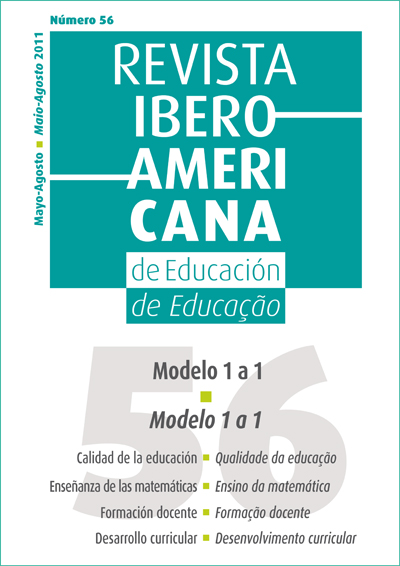 Número 56
Mayo-Agosto ■ Maio-Agosto 2011
REVISTA
IBERO
AMERI
CANA
de Educación
de Educação
56
Modelo 1 a 1
■
Modelo 1 a 1
Calidad de la educación ■ Qualidade da educação
Enseñanza de las matemáticas ■ Ensino da matemática
Formación docente ■ Formação docente
Desarrollo curricular ■ Desenvolvimento curricular